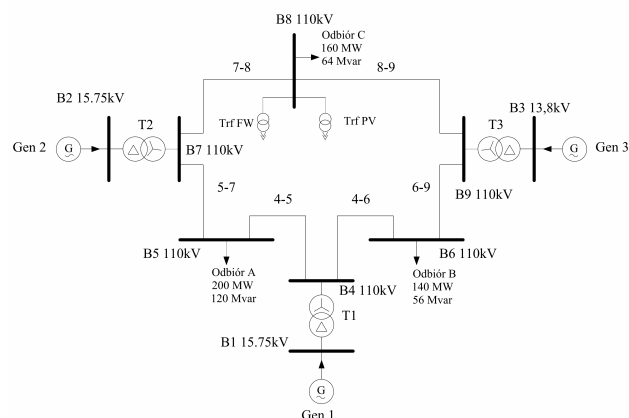 B8 110kV
Odbiór C
160 MW
64 Mvar
7-8
8-9
B2 15.75kV
T2
Trf FW
Trf PV
T3
B3 13,8kV
Gen 2
G
B7 110kV
G
Gen 3
B9 110kV
5-7
4-5
4-6
6-9
B5 110kV
B6 110kV
Odbiór A
200 MW
120 Mvar
B4 110kV
Odbiór B
140 MW
56 Mvar
T1
B1 15.75kV
G
Gen 1